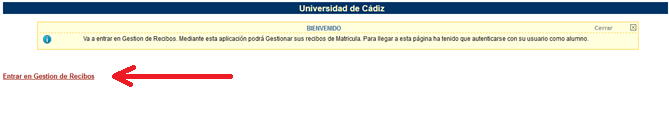 Universidad de Cádiz
BIENVENIDO
Cerrar
Va a entrar en Gestion de Recibos. Mediante esta aplicación podrá Gestionar sus recibos de Matricula. Para llegar a esta página ha tenido que autenticarse con su usuario como alumno.
Entrar en Gestion de Recibos